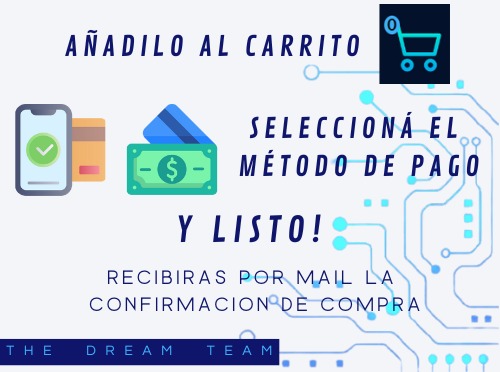 AÑADILO AL CARRITO
0
SELECCIONÁ EL
MÉTODO DE PAGO
$
Y LISTO!
RECIBIRAS POR MAIL LA
CONFIRMACION DE COMPRA
THE DREAM TEAM